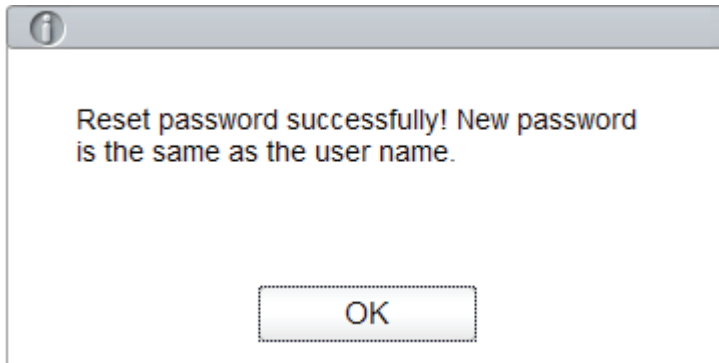 Reset password successfully! New password
is the same as the user name.
OK